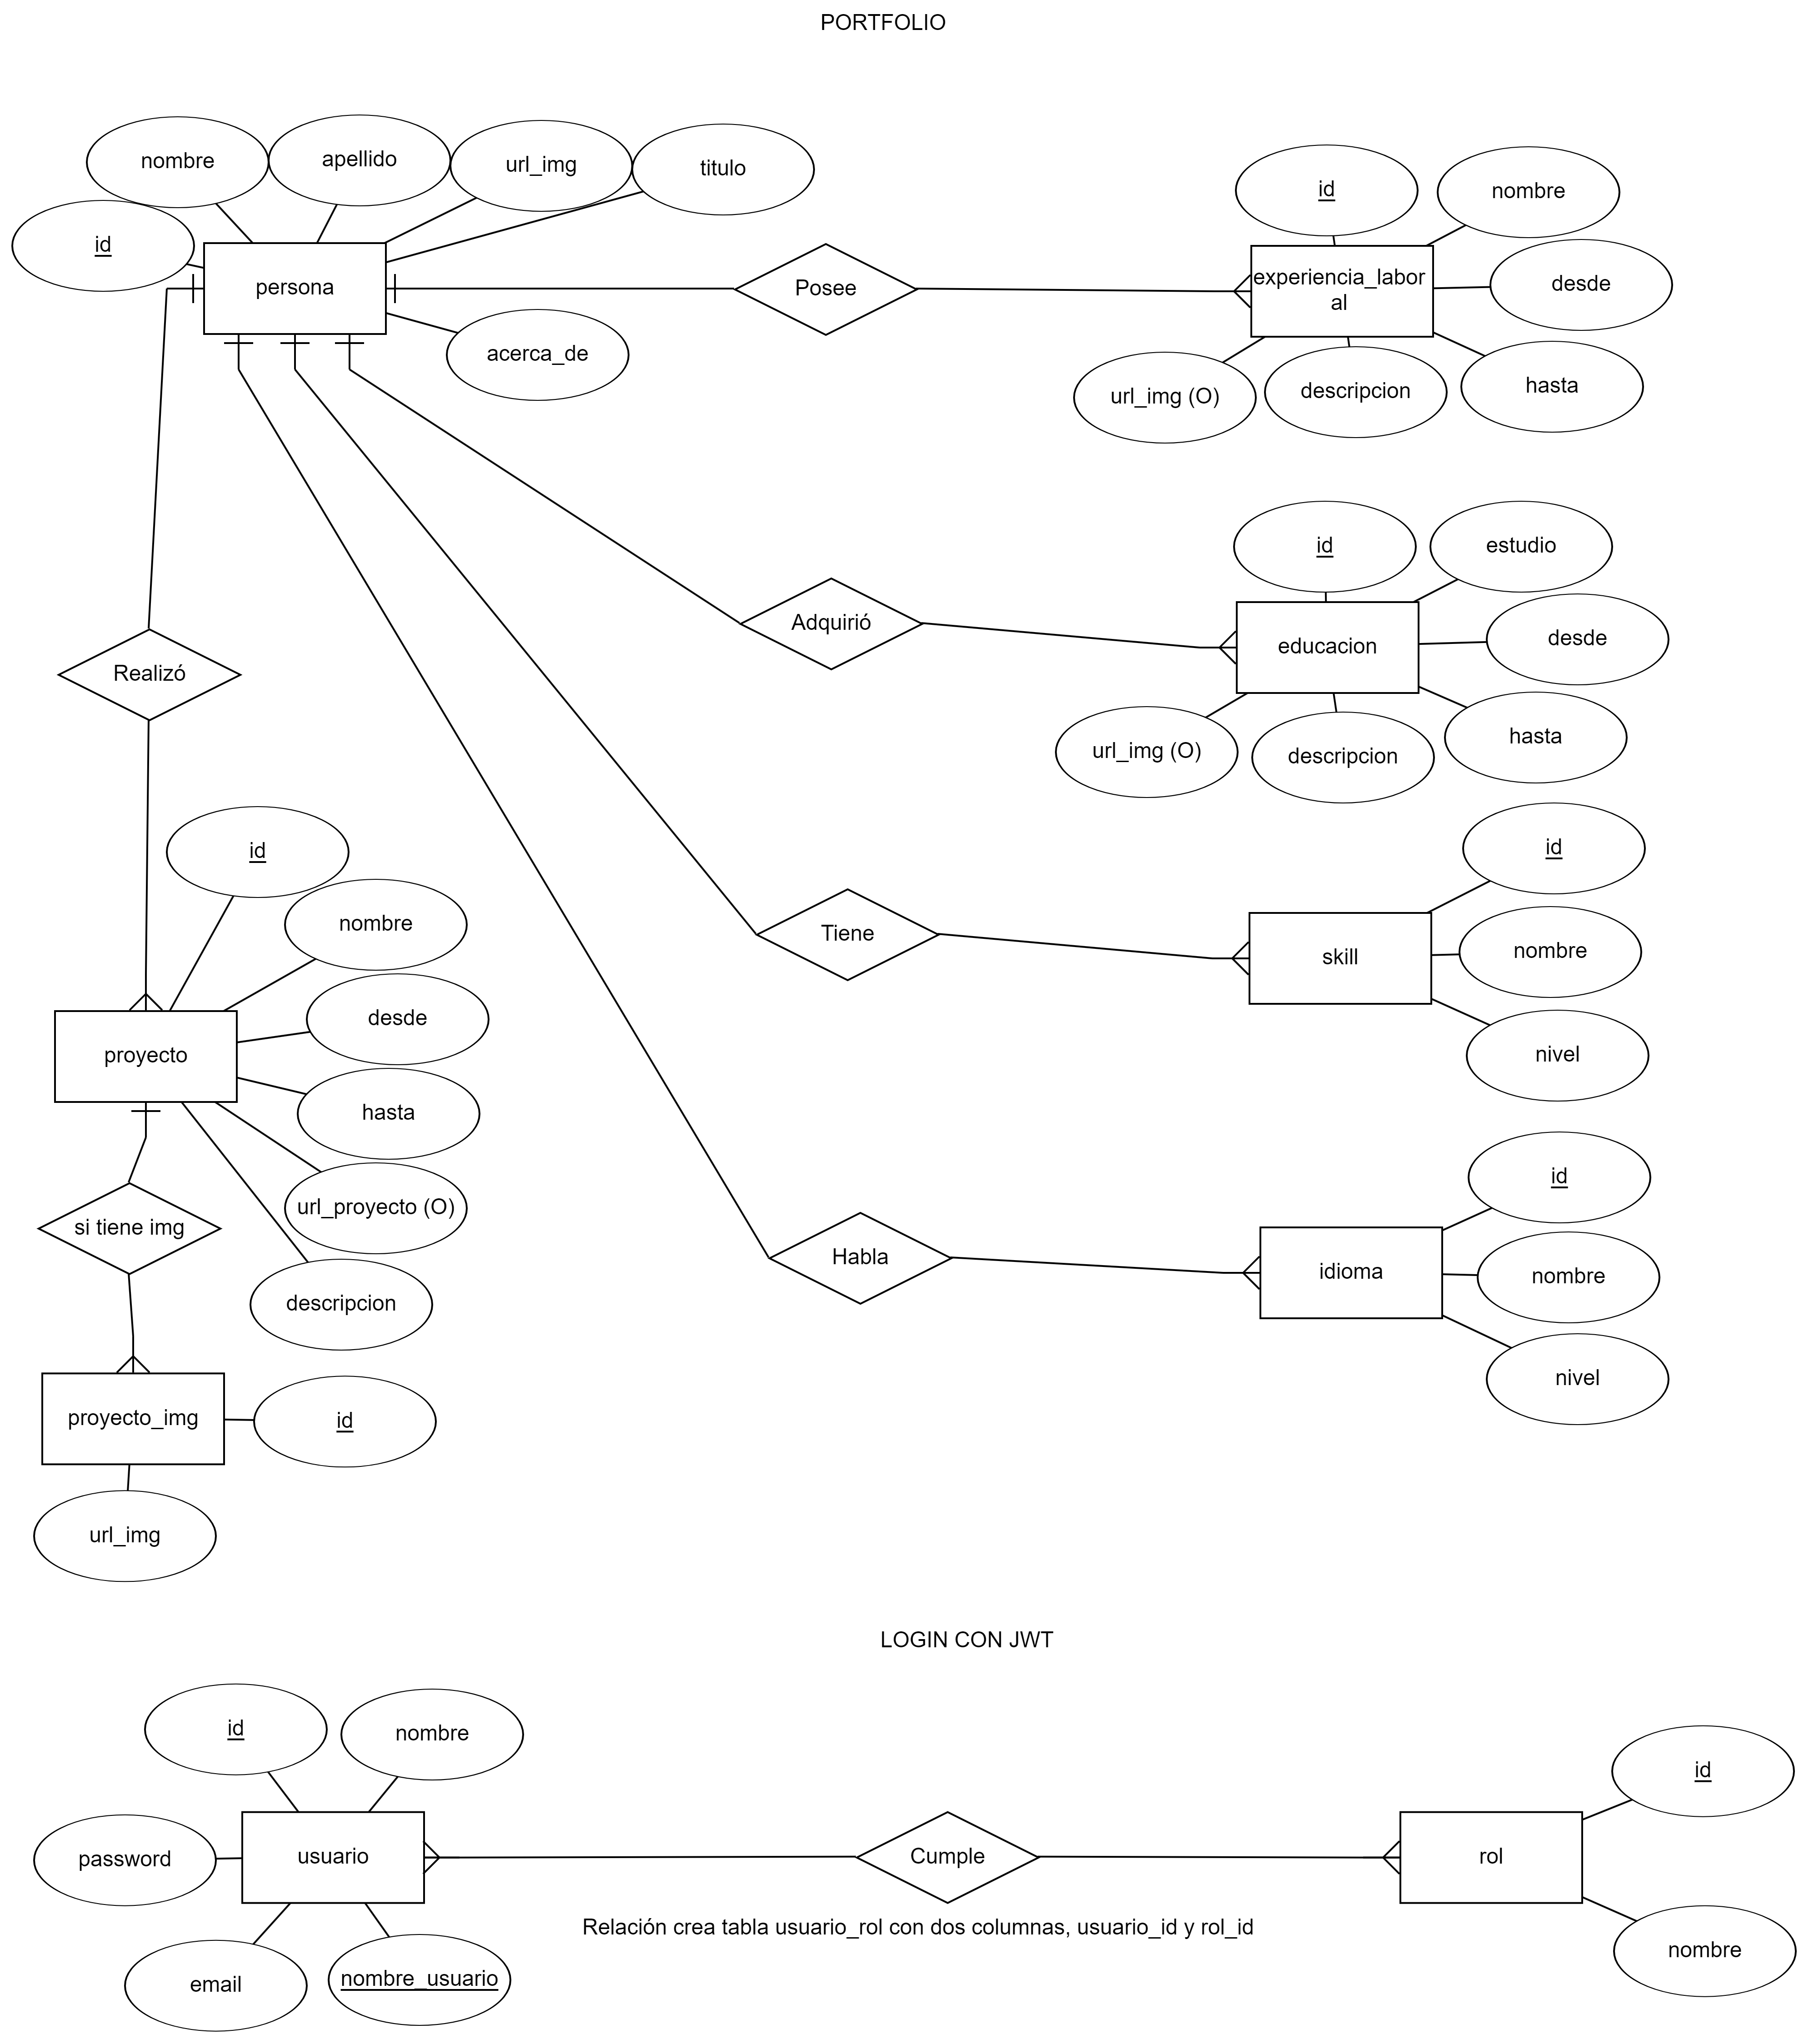 PORTFOLIO
nombre
apellido
url_img
titulo
id
persona
acerca_de
Posee
id
nombre
experiencia_labor
al
desde
hasta
descripcion
url_img (O)
Realizó
Adquirió
id
estudio
educacion
desde
hasta
descripcion
url_img (O)
id
nombre
proyecto
desde
hasta
url_proyecto (O)
descripcion
Tiene
id
skill
nombre
nivel
si tiene img
Habla
id
idioma
nombre
nivel
proyecto_img
id
url_img
LOGIN CON JWT
id
nombre
password
usuario
email
nombre_usuario
Cumple
Relación crea tabla usuario_rol con dos columnas, usuario_id y rol_id
id
rol
nombre